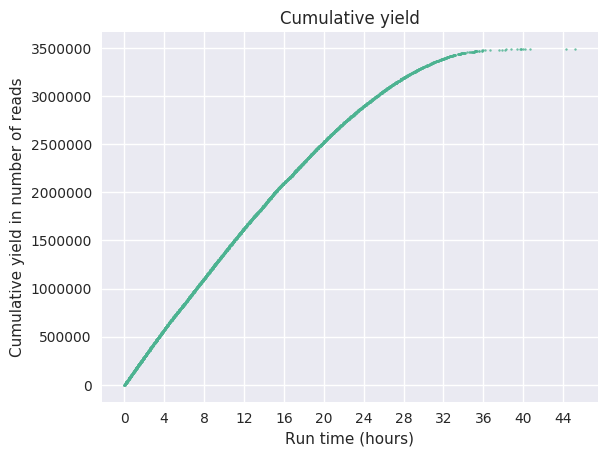 Cumulative yield
Cumulative yield in number of reads
3500000
3000000
2500000
2000000
1500000
1000000
500000
0
0 4 8 12 16 20 24 28 32 36 40 44
Run time (hours)